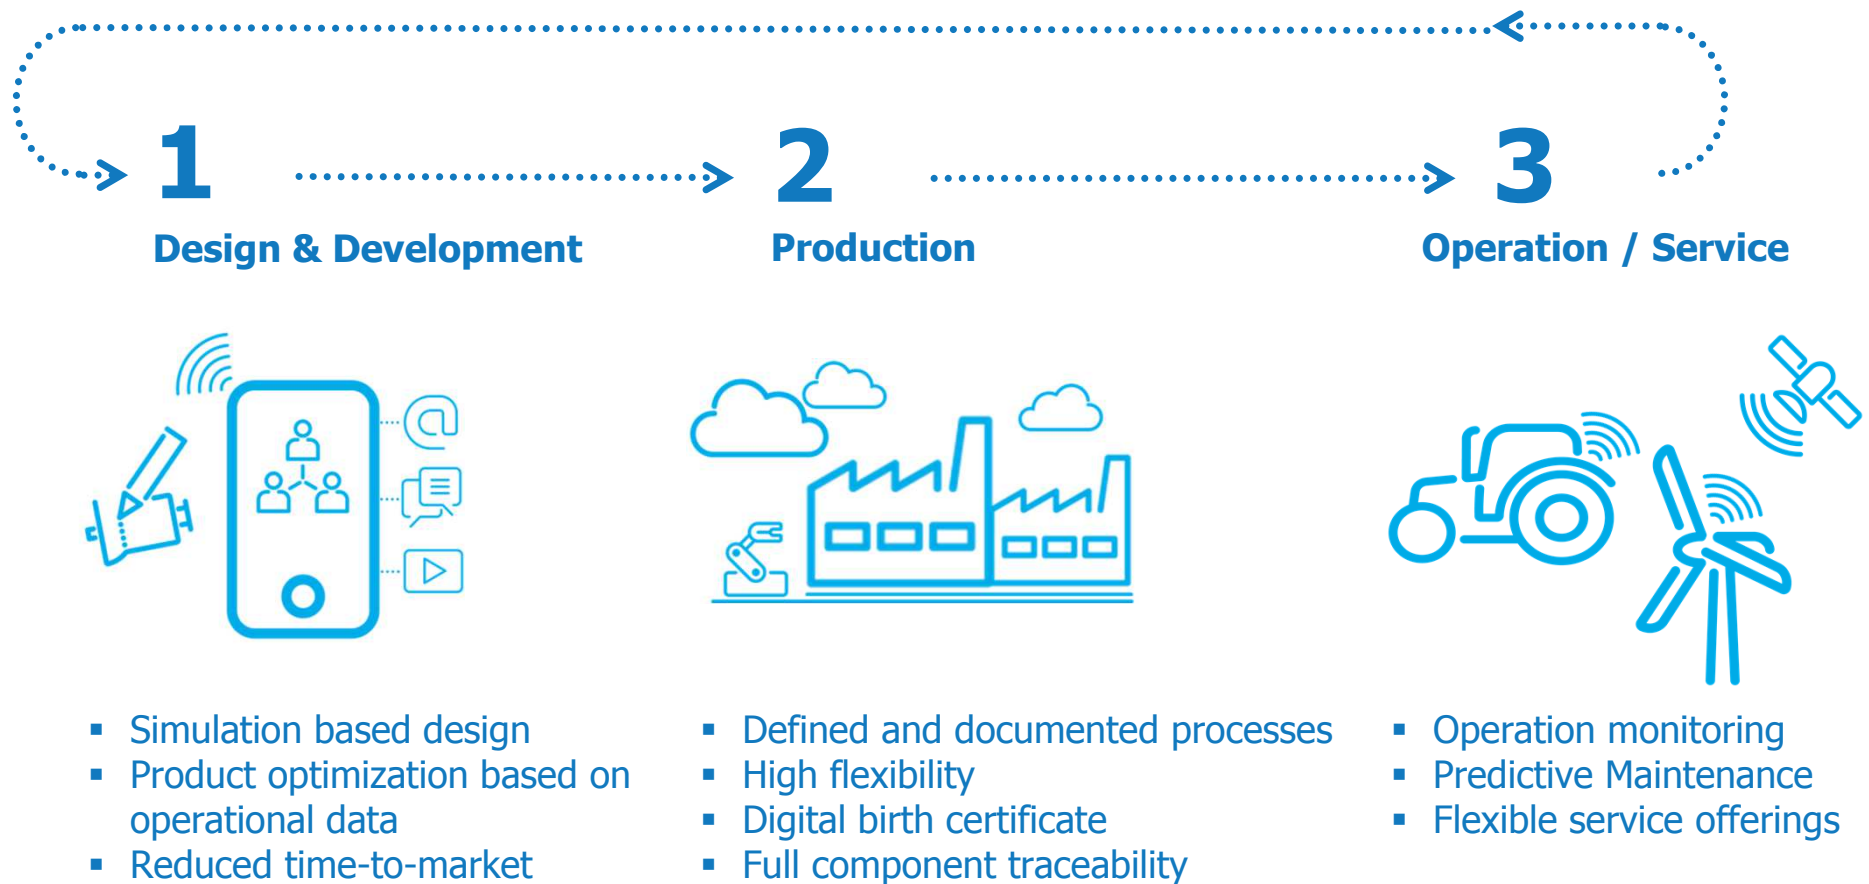 1
Design & Development
▪ Simulation based design
▪ Product optimization based on
operational data
▪ Reduced time-to-market
2
Production
▪ Defined and documented processes
▪ High flexibility
▪ Digital birth certificate
▪ Full component traceability
3
Operation / Service
▪ Operation monitoring
▪ Predictive Maintenance
▪ Flexible service offerings